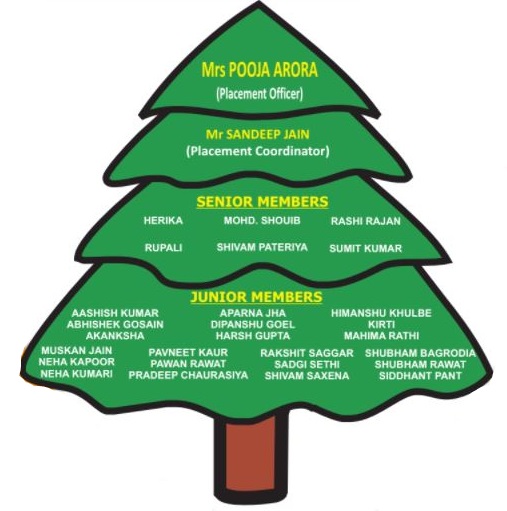 Mrs POOJA ARORA
(Placement Officer)
Mr SANDEEP JAIN
(Placement Coordinator)
SENIOR MEMBERS
HERIKA MOHD. SHOUIB RASHI RAJAN
RUPALI SHIVAM PATERIYA SUMIT KUMAR
JUNIOR MEMBERS
AASHISH KUMAR APARNA JHA HIMANSHU KHULBE
ABHISHEK GOSAIN DIPANSHU GOEL KIRTI
AKANKSHA HARSH GUPTA MAHIMA RATHI
MUSKAN JAIN PAVNEET KAUR RAKSHIT SAGGAR SHUBHAM BAGRODIA
NEHA KAPOOR PAWAN RAWAT SADGI SETHI SHUBHAM RAWAT
NEHA KUMARI PRADEEP CHAURASIYA SHIVAM SAXENA SIDDHANT PANT